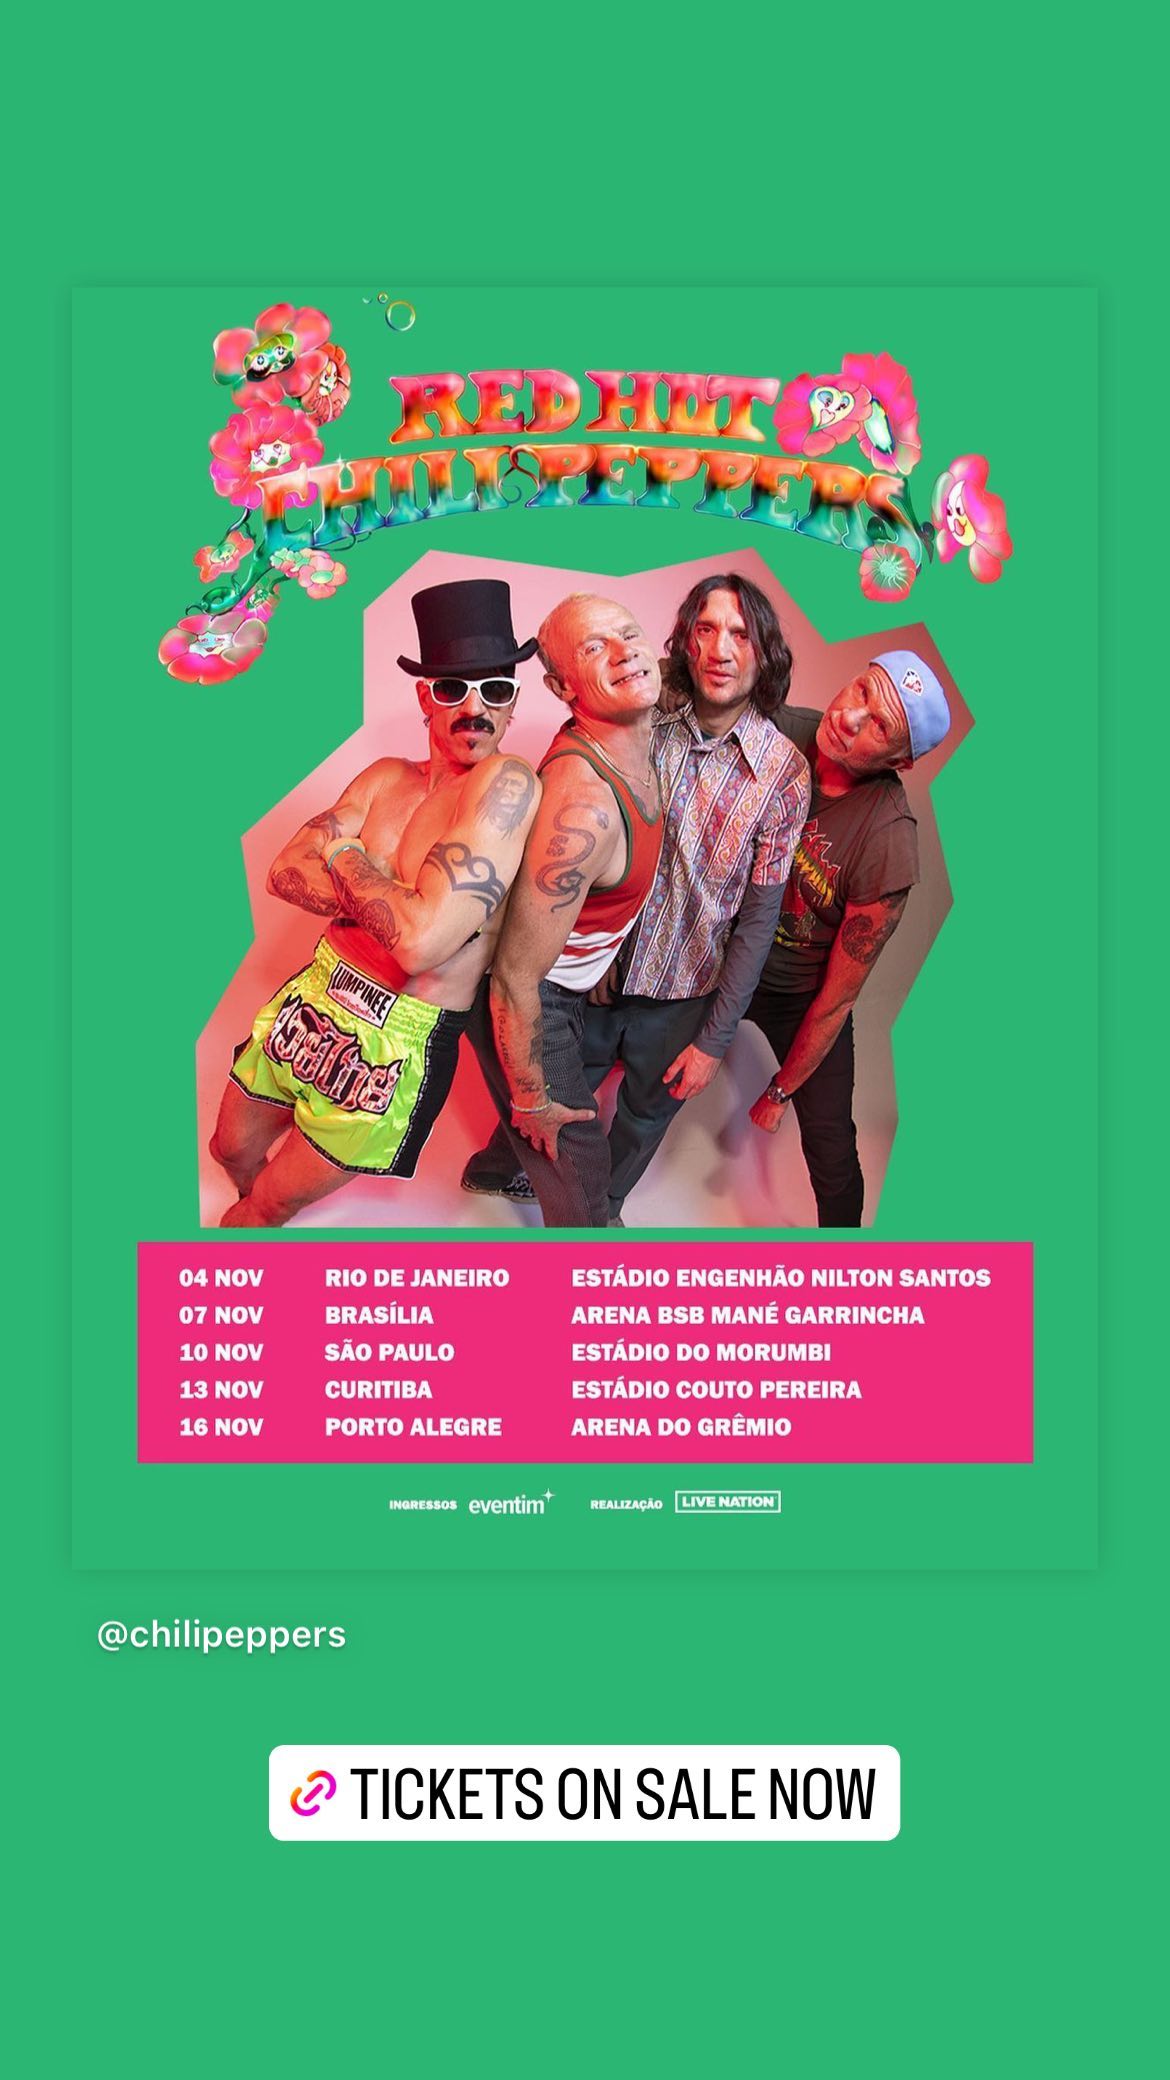 RED HOT
CHILI PEPPERS
LUMPINEE
04 NOV RIO DE JANEIRO ESTÁDIO ENGENHÃO NILTON SANTOS
07 NOV BRASÍLIA ARENA BSB MANÉ GARRINCHA
10 NOV SÃO PAULO ESTÁDIO DO MORUMBI
13 NOV CURITIBA ESTÁDIO COUTO PEREIRA
16 NOV PORTO ALEGRE ARENA DO GRÊMIO
INGRESSOS eventim REALIZAÇÃO LIVE NATION
@chilipeppers
TICKETS ON SALE NOW